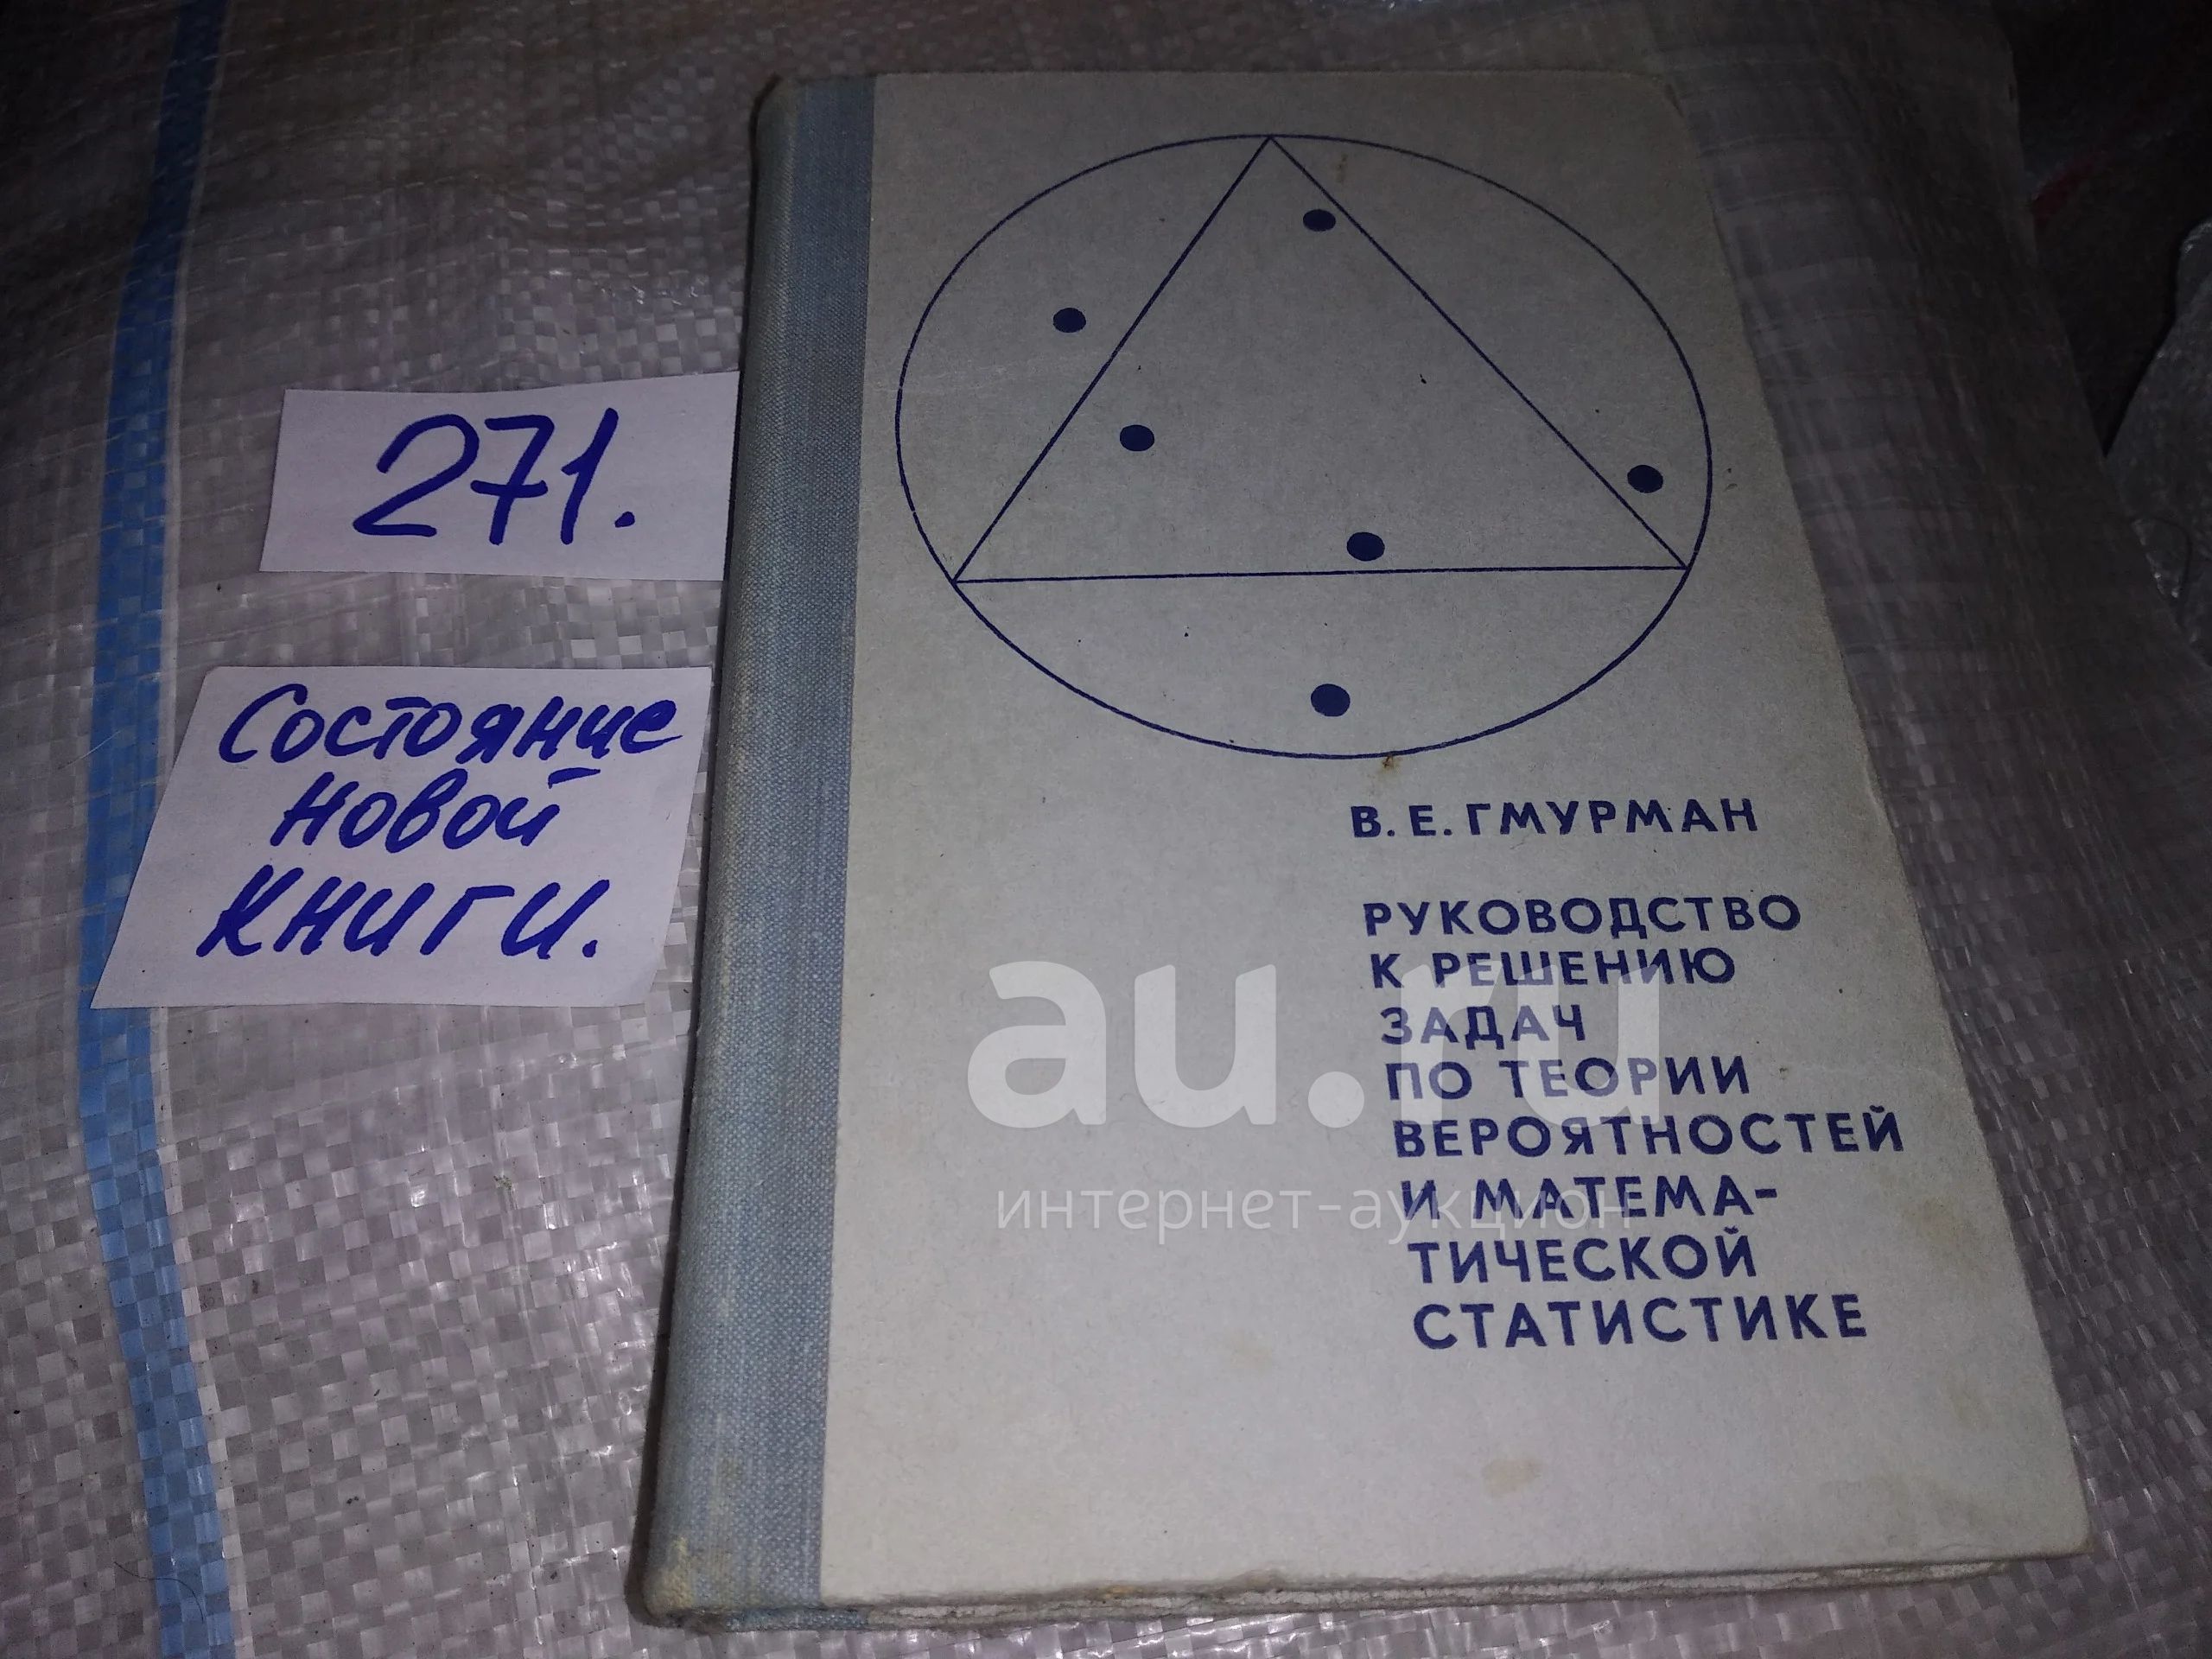 271.
Состояние
новой
книги.
В. Е. ГМУРМАН
РУКОВОДСТВО
К РЕШЕНИЮ
ЗАДАЧ
ПО ТЕОРИИ
ВЕРОЯТНОСТЕЙ
И МАТЕМА-
ТИЧЕСКОЙ
СТАТИСТИКЕ
au.ru
интернет-аукцион